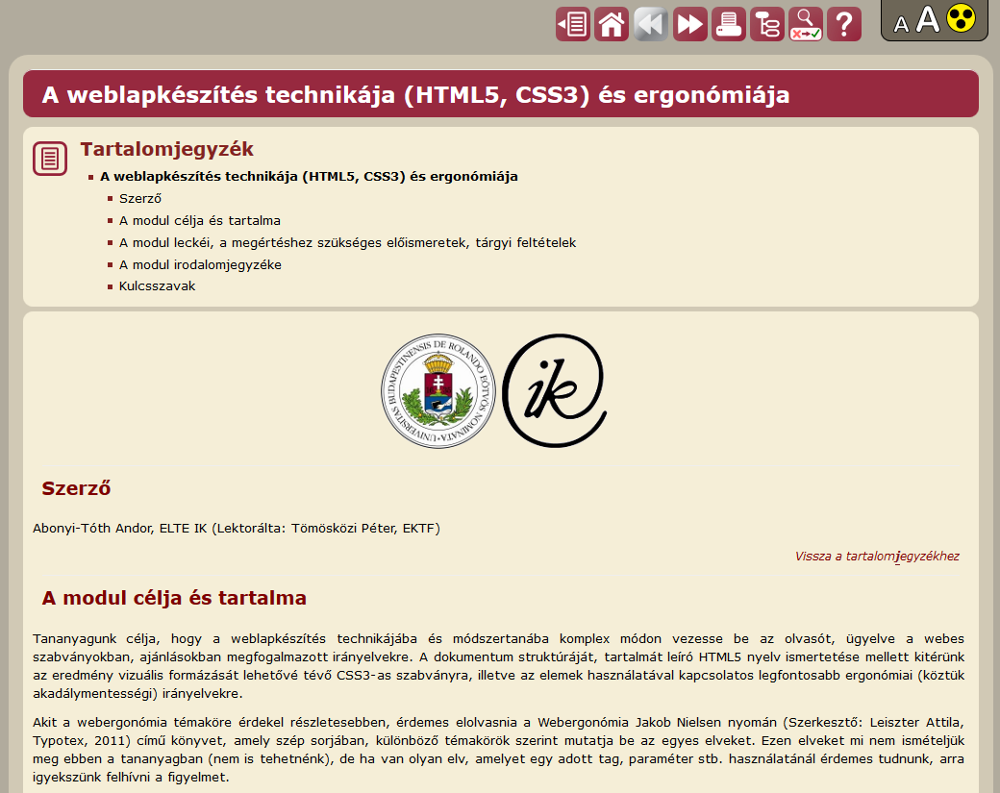 A A
A weblapkészítés technikája (HTML5, CSS3) és ergonómiája
Tartalomjegyzék
A weblapkészítés technikája (HTML5, CSS3) és ergonómiája
Szerző
A modul célja és tartalma
A modul leckéi, a megértéshez szükséges előismeretek, tárgyi feltételek
A modul irodalomjegyzéke
Kulcsszavak
UNIVERSITAS BUDAPESTINENSIS DE ROLANDO EÖTVÖS NOMINATA
ik
Szerző
Abonyi-Tóth Andor, ELTE IK (Lektorálta: Tömösközi Péter, EKTF)
Vissza a tartalomjegyzékhez
A modul célja és tartalma
Tananyagunk célja, hogy a weblapkészítés technikájába és módszertanába komplex módon vezesse be az olvasót, ügyelve a webes
szabványokban, ajánlásokban megfogalmazott irányelvekre. A dokumentum struktúráját, tartalmát leíró HTML5 nyelv ismertetése mellett kitérünk
az eredmény vizuális formázását lehetővé tévő CSS3-as szabványra, illetve az elemek használatával kapcsolatos legfontosabb ergonómiai (köztük
akadálymentességi) irányelvekre.
Akit a webergonómia témaköre érdekel részletesebben, érdemes elolvasnia a Webergonómia Jakob Nielsen nyomán (Szerkesztő: Leiszter Attila,
Typotex, 2011) című könyvet, amely szép sorjában, különböző témakörök szerint mutatja be az egyes elveket. Ezen elveket mi nem ismételjük
meg ebben a tananyagban (nem is tehetnénk), de ha van olyan elv, amelyet egy adott tag, paraméter stb. használatánál érdemes tudnunk, arra
igyekszünk felhívni a figyelmet.